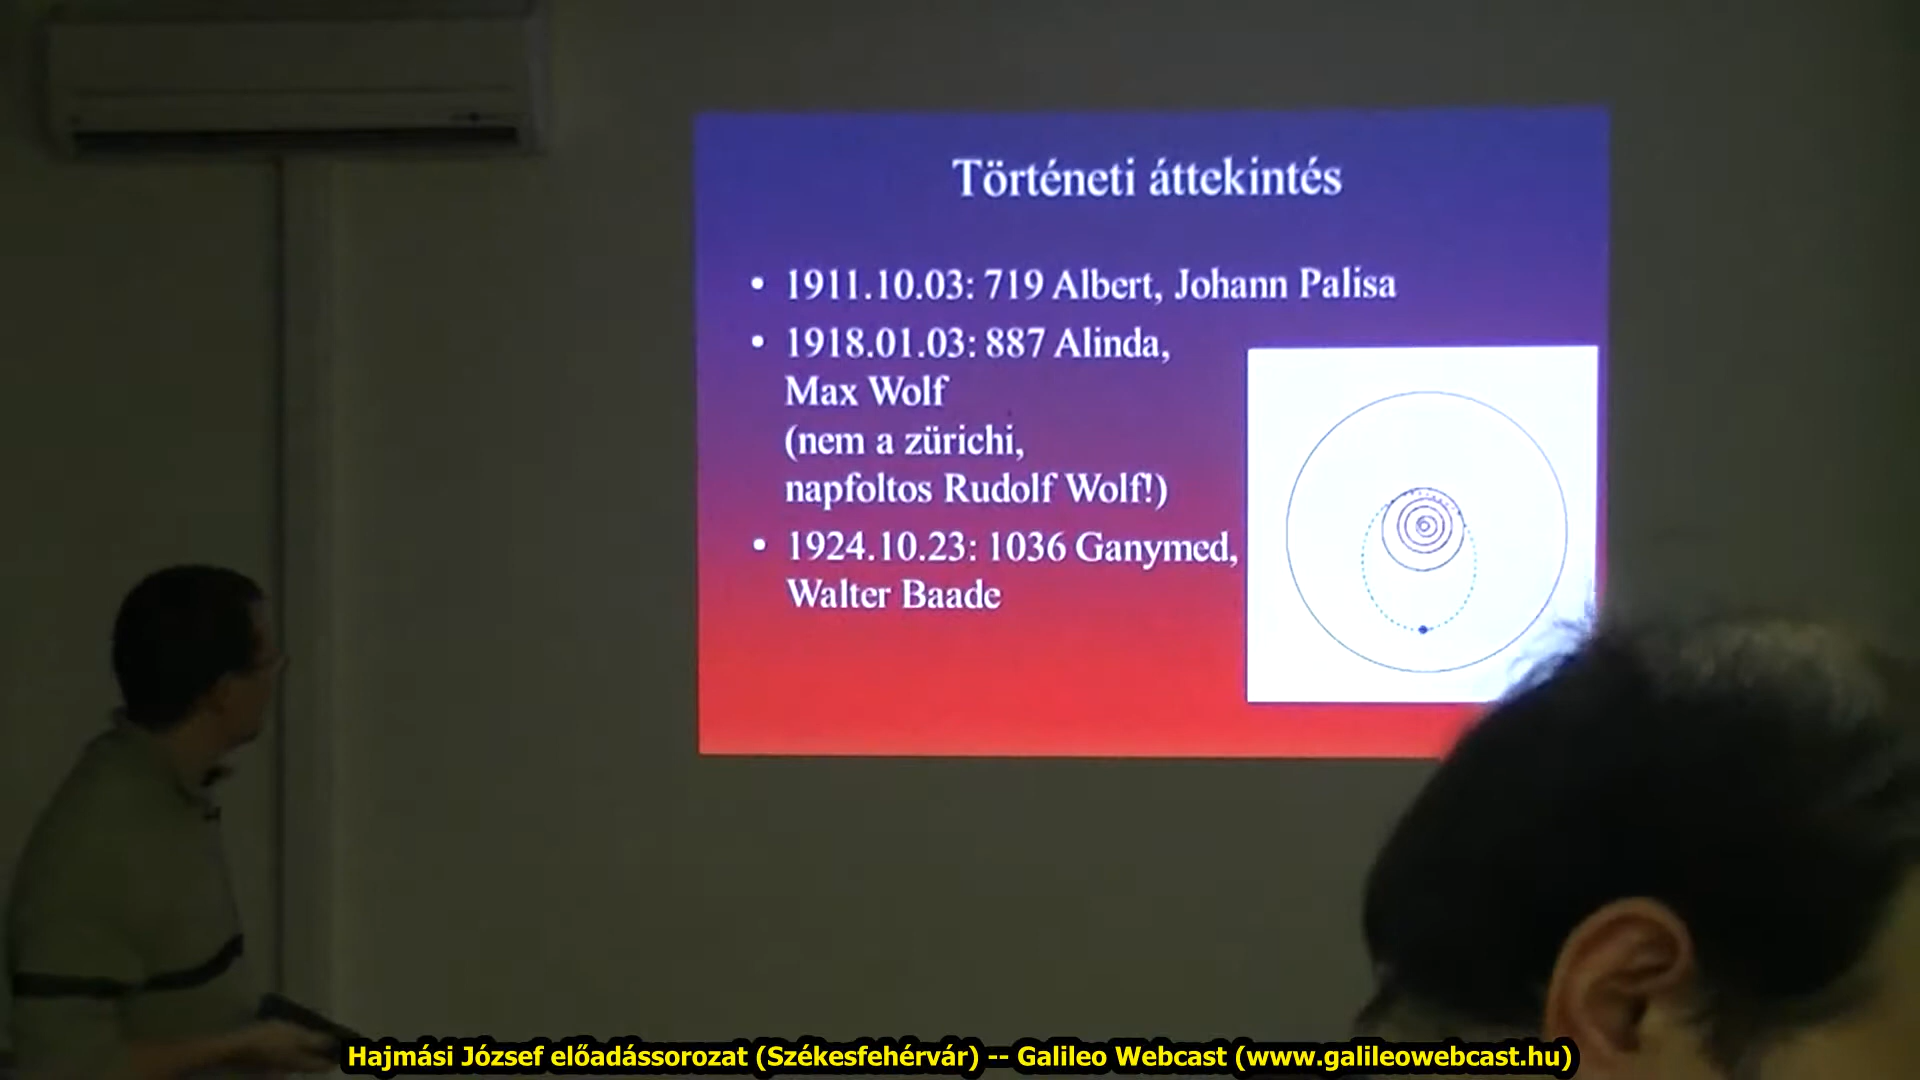 Történeti áttekintés
• 1911.10.03: 719 Albert, Johann Palisa
• 1918.01.03: 887 Alinda,
Max Wolf
(nem a zürichi,
napfoltos Rudolf Wolf!)
• 1924.10.23: 1036 Ganymed,
Walter Baade
Hajmási József előadássorozat (Székesfehérvár) -- Galileo Webcast (www.galileowebcast.hu)